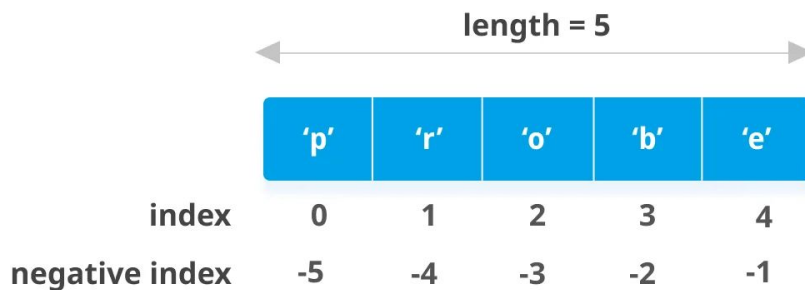 length = 5
‘p’ ‘r’ ‘o’ ‘b’ ‘e’
index 0 1 2 3 4
negative index -5 -4 -3 -2 -1